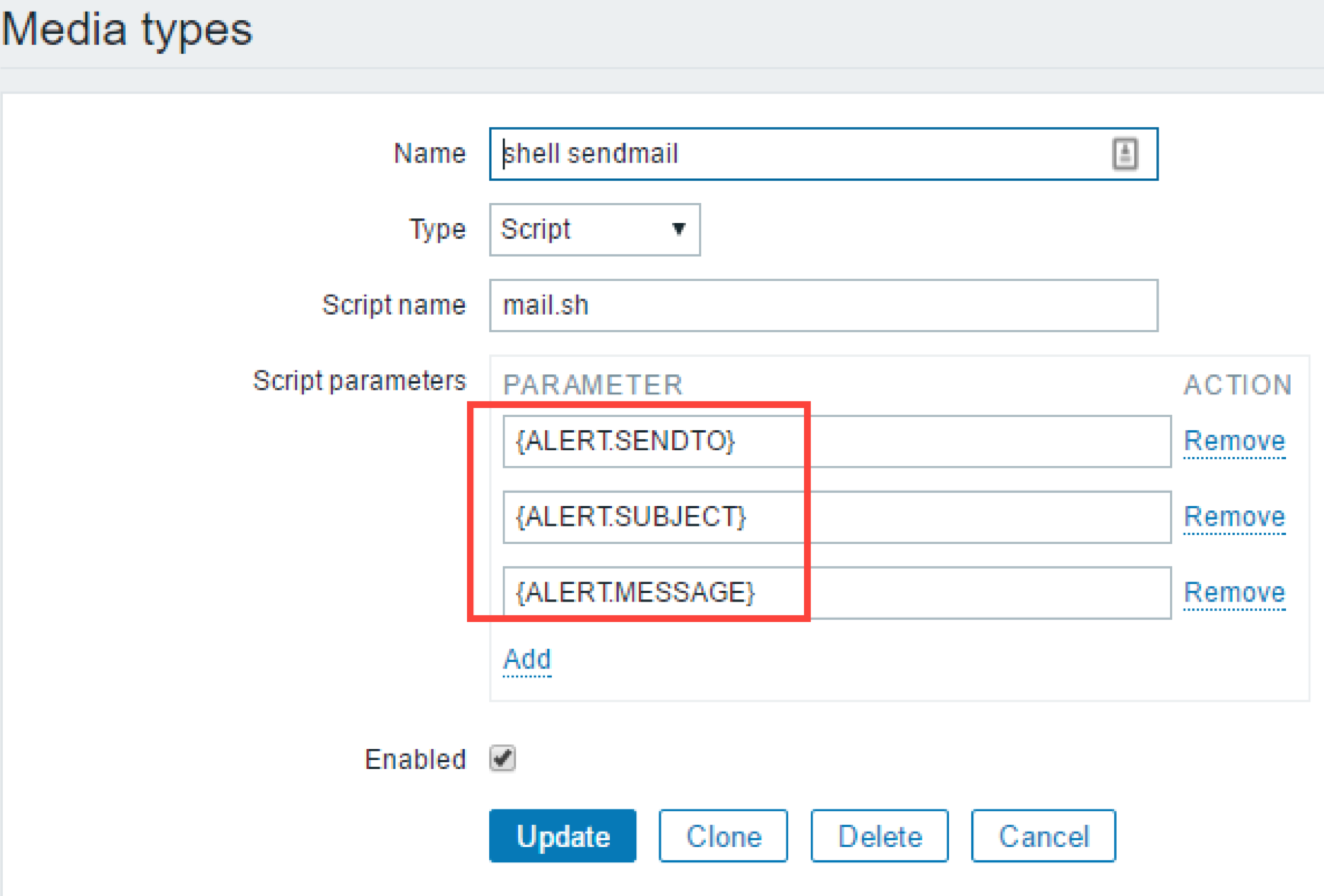 Media types
Name shell sendmail
Type Script
Script name mail.sh
Script parameters PARAMETER ACTION
{ALERT.SENDTO} Remove
{ALERT.SUBJECT} Remove
{ALERT.MESSAGE} Remove
Add
Enabled
Update Clone Delete Cancel